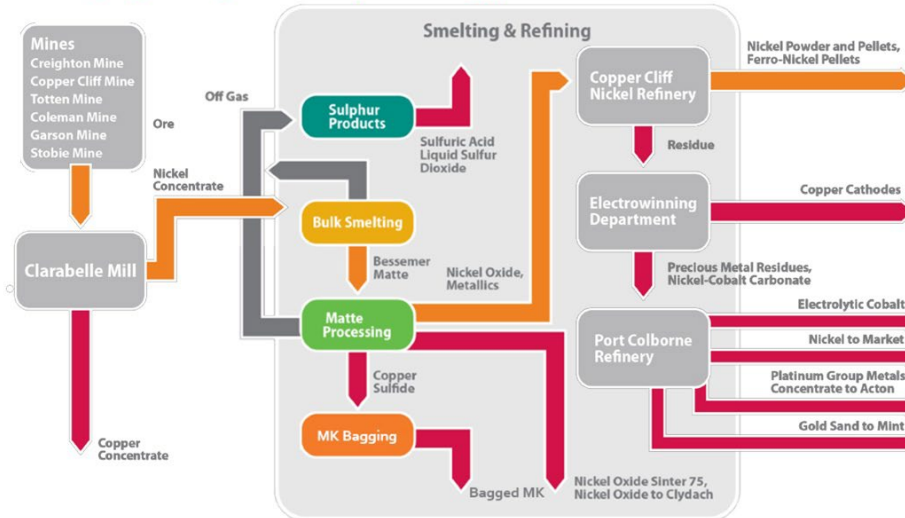 Smelting & Refining
Mines
Creighton Mine
Copper Cliff Mine
Totten Mine
Coleman Mine
Garson Mine
Stobie Mine
Ore
Nickel
Concentrate
Clarabelle Mill
Copper
Concentrate
Off Gas
Sulphur
Products
Sulfuric Acid
Liquid Sulfur
Dioxide
Bulk Smelting
Bessemer
Matte
Nickel Oxide,
Metallics
Matte
Processing
Copper
Sulfide
MK Bagging
Bagged MK
Nickel Oxide Sinter 75,
Nickel Oxide to Clydach
Copper Cliff
Nickel Refinery
Nickel Powder and Pellets,
Ferro-Nickel Pellets
Residue
Electrowinning
Department
Copper Cathodes
Precious Metal Residues,
Nickel-Cobalt Carbonate
Port Colborne
Refinery
Electrolytic Cobalt
Nickel to Market
Platinum Group Metals
Concentrate to Acton
Gold Sand to Mint